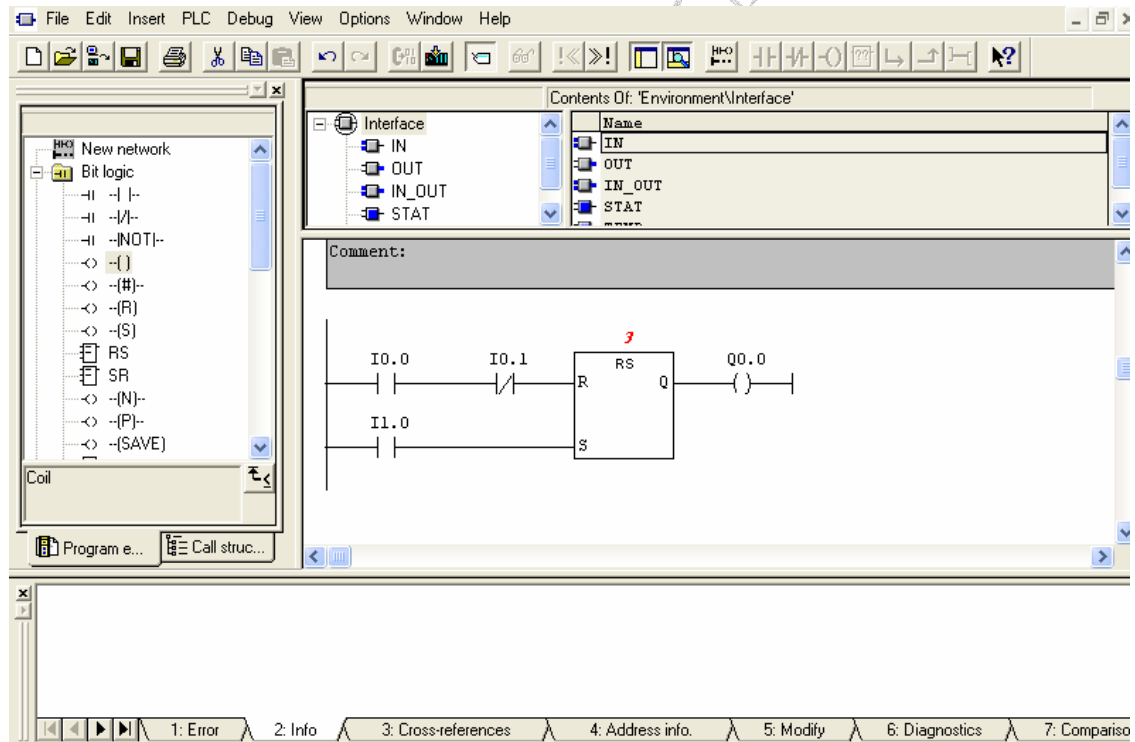 File Edit Insert PLC Debug View Options Window Help
Contents Of: 'Environment\Interface'
Interface
IN
OUT
IN_OUT
STAT
Name
IN
OUT
IN_OUT
STAT
New network
Bit logic
--| |--
--|/|--
--|NOT|--
--( )
--(#)--
--(R)
--(S)
RS
SR
--(N)--
--(P)--
--(SAVE)
Coil
Program e... Call struc...
Comment:
3
I0.0 I0.1 RS Q0.0
R Q
I1.0
S
1: Error 2: Info 3: Cross-references 4: Address info. 5: Modify 6: Diagnostics 7: Compariso